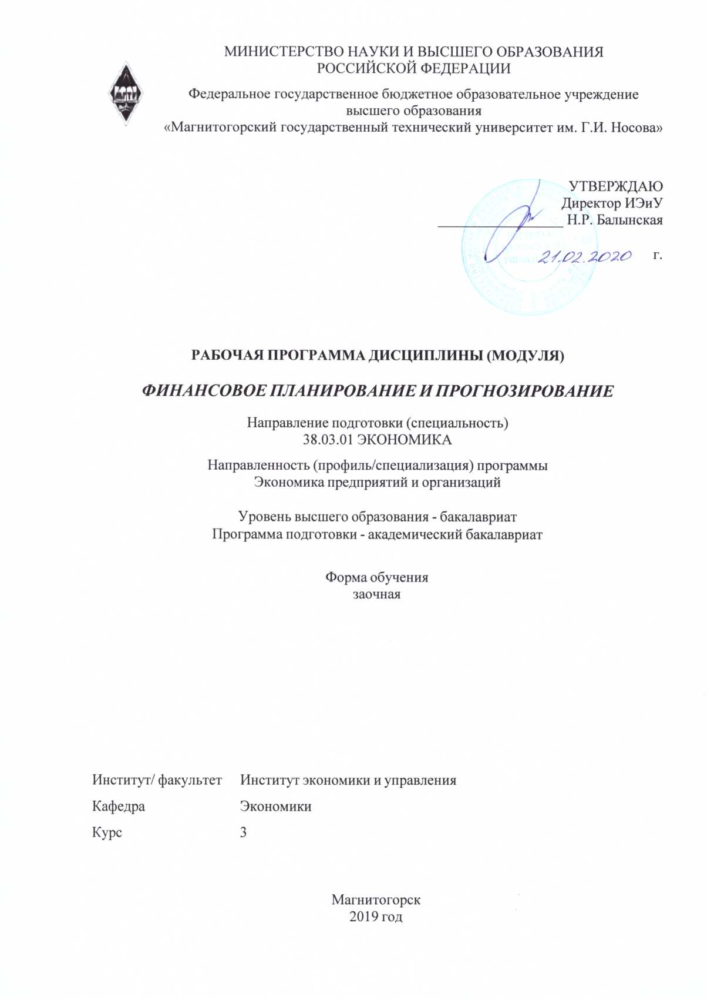 МИНИСТЕРСТВО НАУКИ И ВЫСШЕГО ОБРАЗОВАНИЯ
РОССИЙСКОЙ ФЕДЕРАЦИИ
Федеральное государственное бюджетное образовательное учреждение
высшего образования
«Магнитогорский государственный технический университет им. Г.И. Носова»
УТВЕРЖДАЮ
Директор ИЭиУ
Н.Р. Балынская
21.02.2020 г.
РАБОЧАЯ ПРОГРАММА ДИСЦИПЛИНЫ (МОДУЛЯ)
ФИНАНСОВОЕ ПЛАНИРОВАНИЕ И ПРОГНОЗИРОВАНИЕ
Направление подготовки (специальность)
38.03.01 ЭКОНОМИКА
Направленность (профиль/специализация) программы
Экономика предприятий и организаций
Уровень высшего образования - бакалавриат
Программа подготовки - академический бакалавриат
Форма обучения
заочная
Институт/ факультет Институт экономики и управления
Кафедра Экономики
Курс 3
Магнитогорск
2019 год